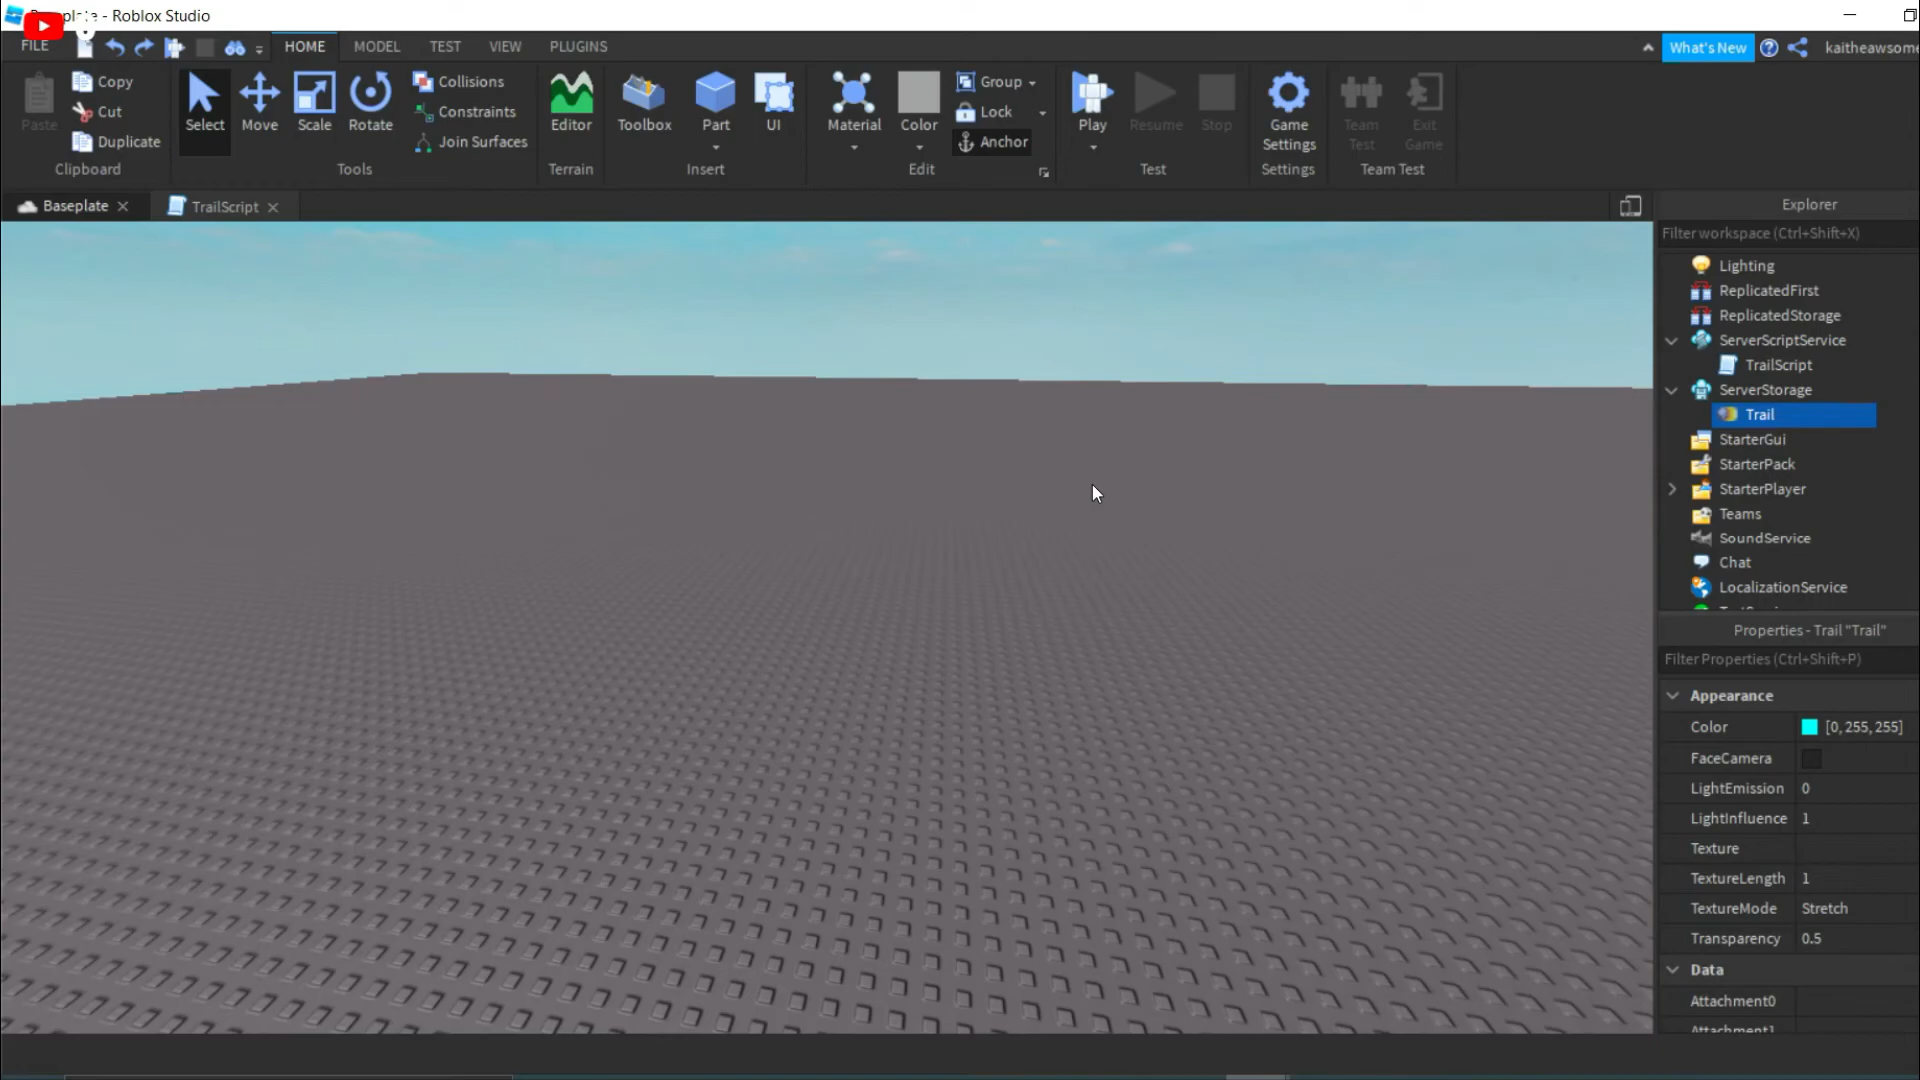 - Roblox Studio
FILE
HOME
MODEL
TEST
VIEW
PLUGINS
What's New
kaitheawsome
Paste
Copy
Cut
Duplicate
Clipboard
Select
Move
Scale
Rotate
Collisions
Constraints
Join Surfaces
Tools
Editor
Terrain
Toolbox
Part
UI
Insert
Material
Color
Group
Lock
Anchor
Edit
Play
Resume
Stop
Test
Game
Settings
Settings
Team
Test
Exit
Game
Team Test
Baseplate
TrailScript
Explorer
Filter workspace (Ctrl+Shift+X)
Lighting
ReplicatedFirst
ReplicatedStorage
ServerScriptService
TrailScript
ServerStorage
Trail
StarterGui
StarterPack
StarterPlayer
Teams
SoundService
Chat
LocalizationService
Properties - Trail "Trail"
Filter Properties (Ctrl+Shift+P)
Appearance
Color [0, 255, 255]
FaceCamera
LightEmission 0
LightInfluence 1
Texture
TextureLength 1
TextureMode Stretch
Transparency 0.5
Data
Attachment0
Attachment1